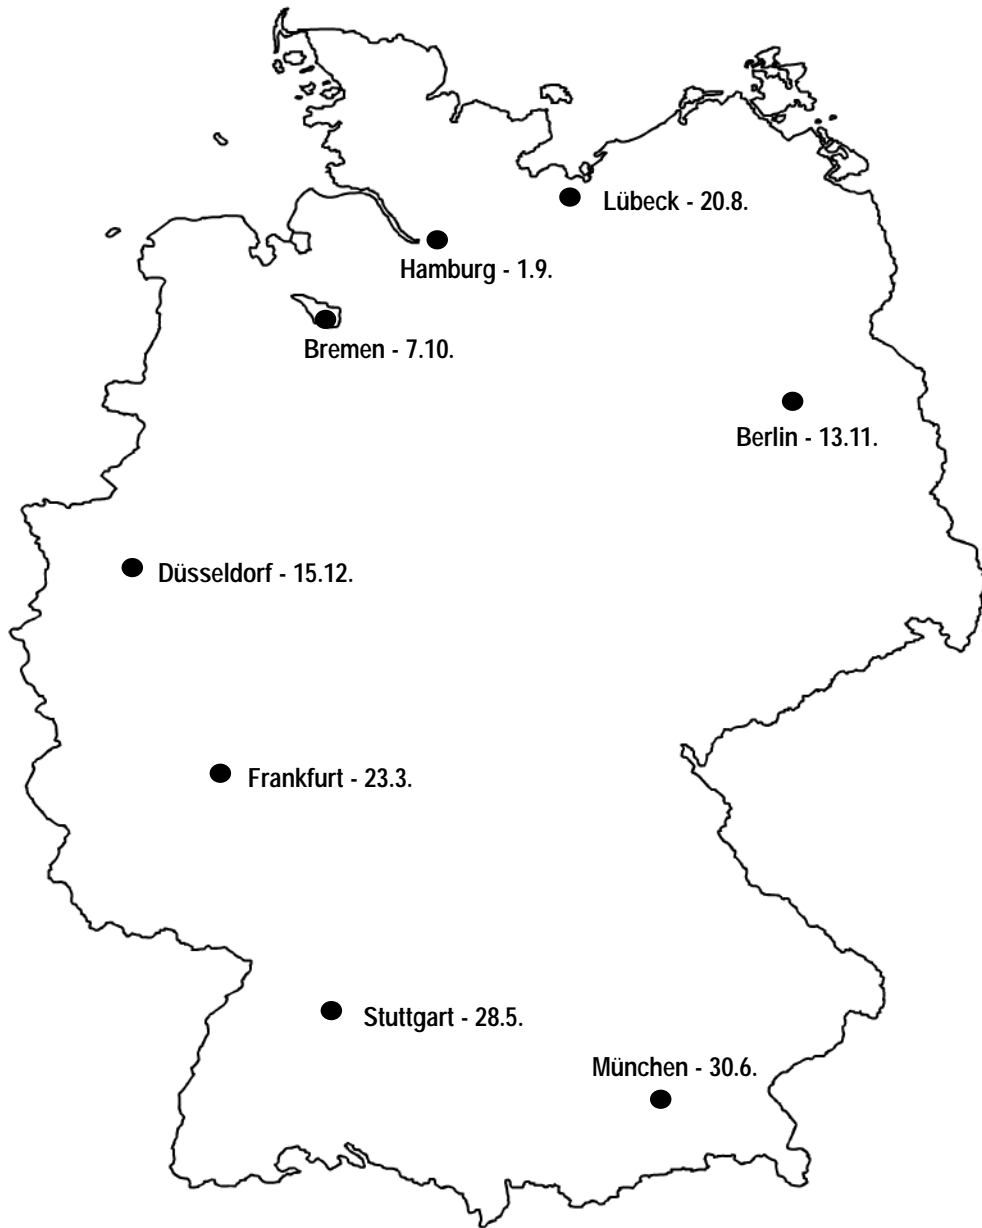 Lübeck - 20.8.
Hamburg - 1.9.
Bremen - 7.10.
Berlin - 13.11.
Düsseldorf - 15.12.
Frankfurt - 23.3.
Stuttgart - 28.5.
München - 30.6.